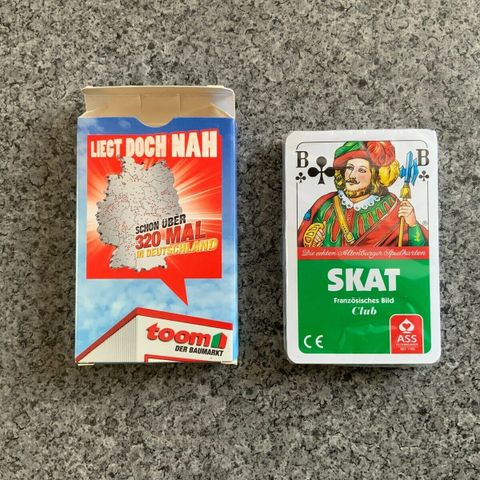 LIEGT DOCH NAH
SCHON ÜBER
320 MAL
IN DEUTSCHLAND
toom
DER BAUMARKT
B B
Die echten Altenburger Spielkarten
SKAT
Französisches Bild
Club
CE
ASS